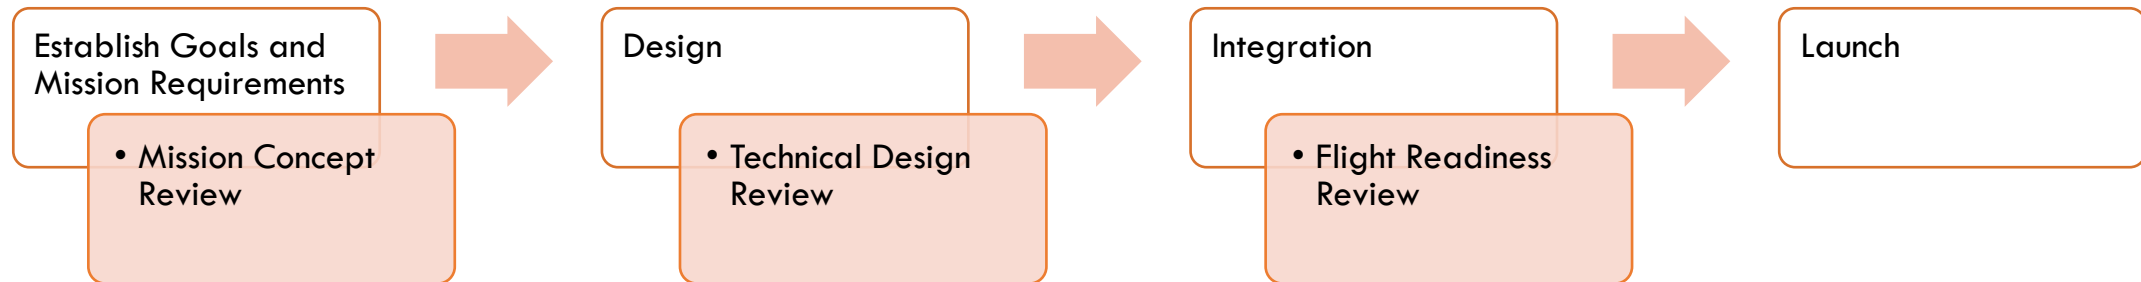 Establish Goals and
Mission Requirements
• Mission Concept
Review
Design
• Technical Design
Review
Integration
• Flight Readiness
Review
Launch